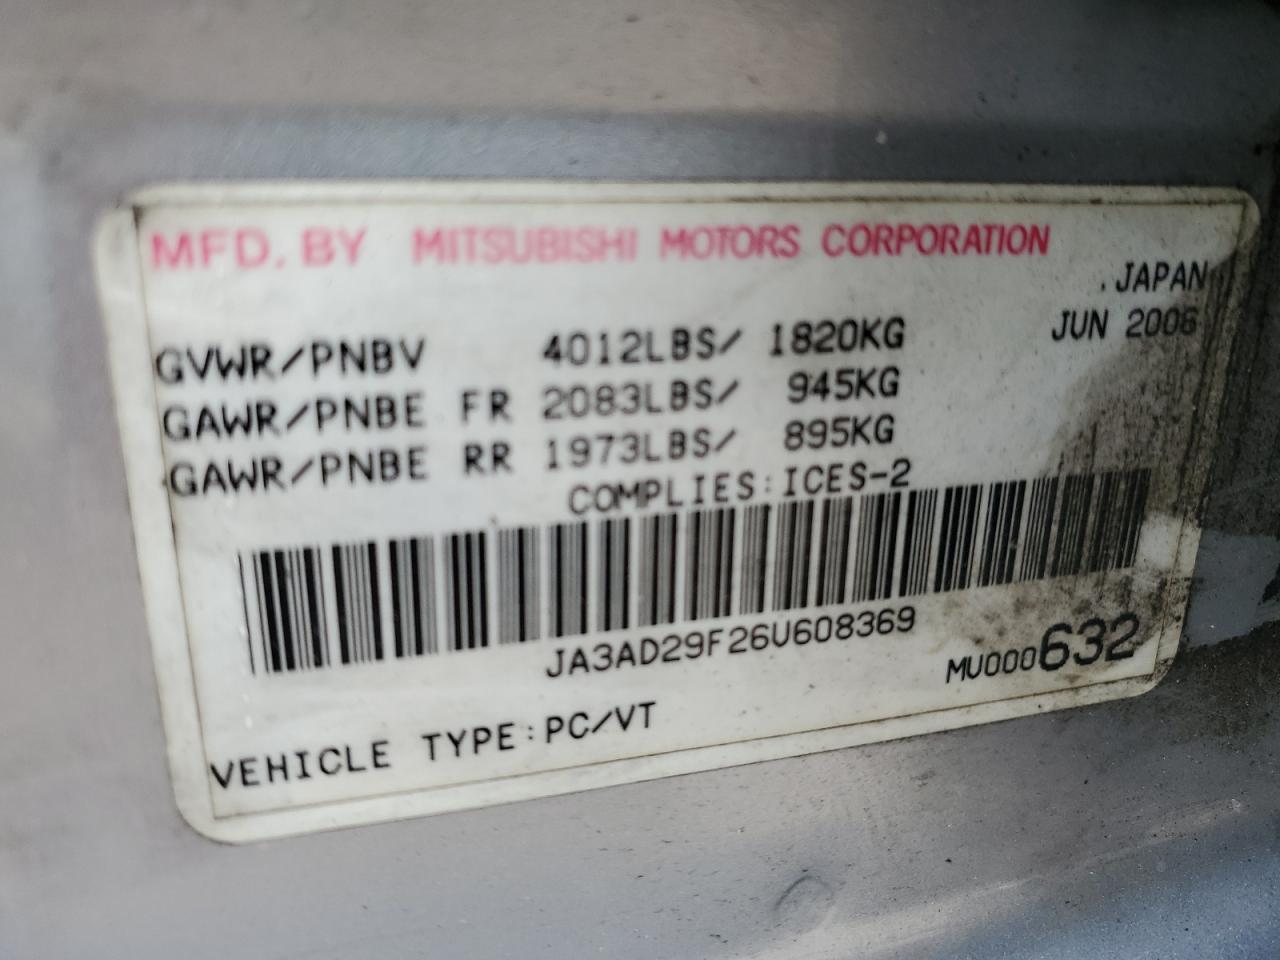 MFD. BY MITSUBISHI MOTORS CORPORATION
JAPAN
JUN 2006
GVWR/PNBV 4012LBS/ 1820KG
GAWR/PNBE FR 2083LBS/ 945KG
GAWR/PNBE RR 1973LBS/ 895KG
COMPLIES:ICES-2
JA3AD29F26U608369
MU000632
VEHICLE TYPE:PC/VT